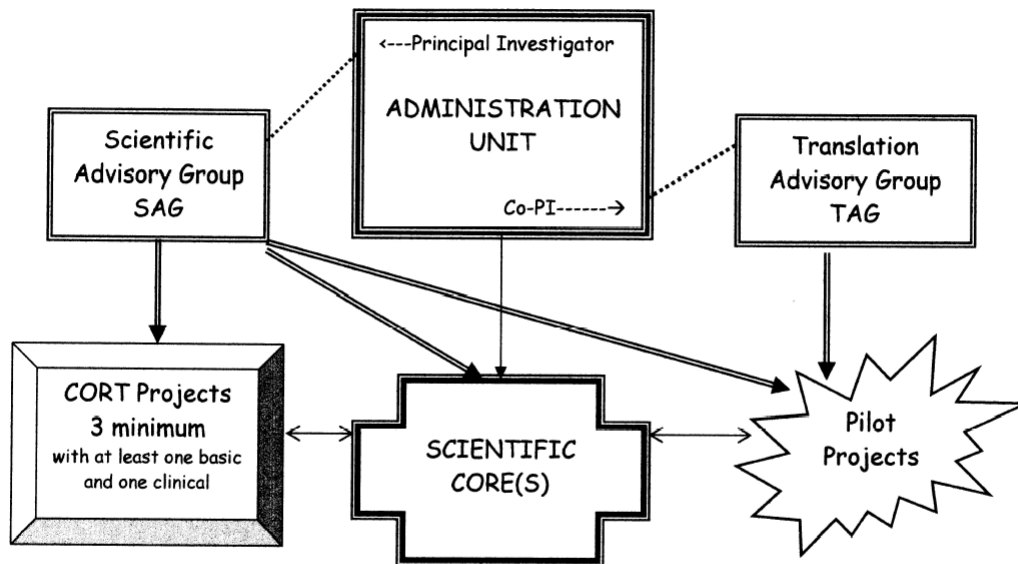 <---Principal Investigator
ADMINISTRATION
UNIT
Co-PI------→
Scientific
Advisory Group
SAG
Translation
Advisory Group
TAG
CORT Projects
3 minimum
with at least one basic
and one clinical
SCIENTIFIC
CORE(S)
Pilot
Projects